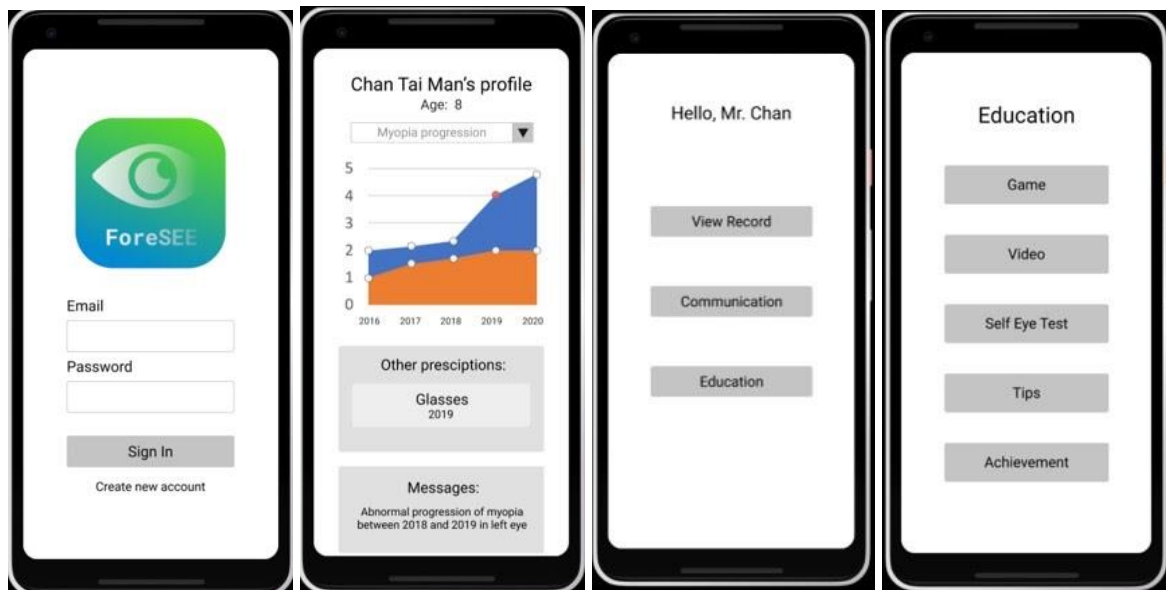 ForeSEE
Email
Password
Sign In
Create new account
Chan Tai Man's profile
Age: 8
Myopia progression
5
4
3
2
1
0
2016 2017 2018 2019 2020
Other presciptions:
Glasses
2019
Messages:
Abnormal progression of myopia
between 2018 and 2019 in left eye
Hello, Mr. Chan
View Record
Communication
Education
Education
Game
Video
Self Eye Test
Tips
Achievement